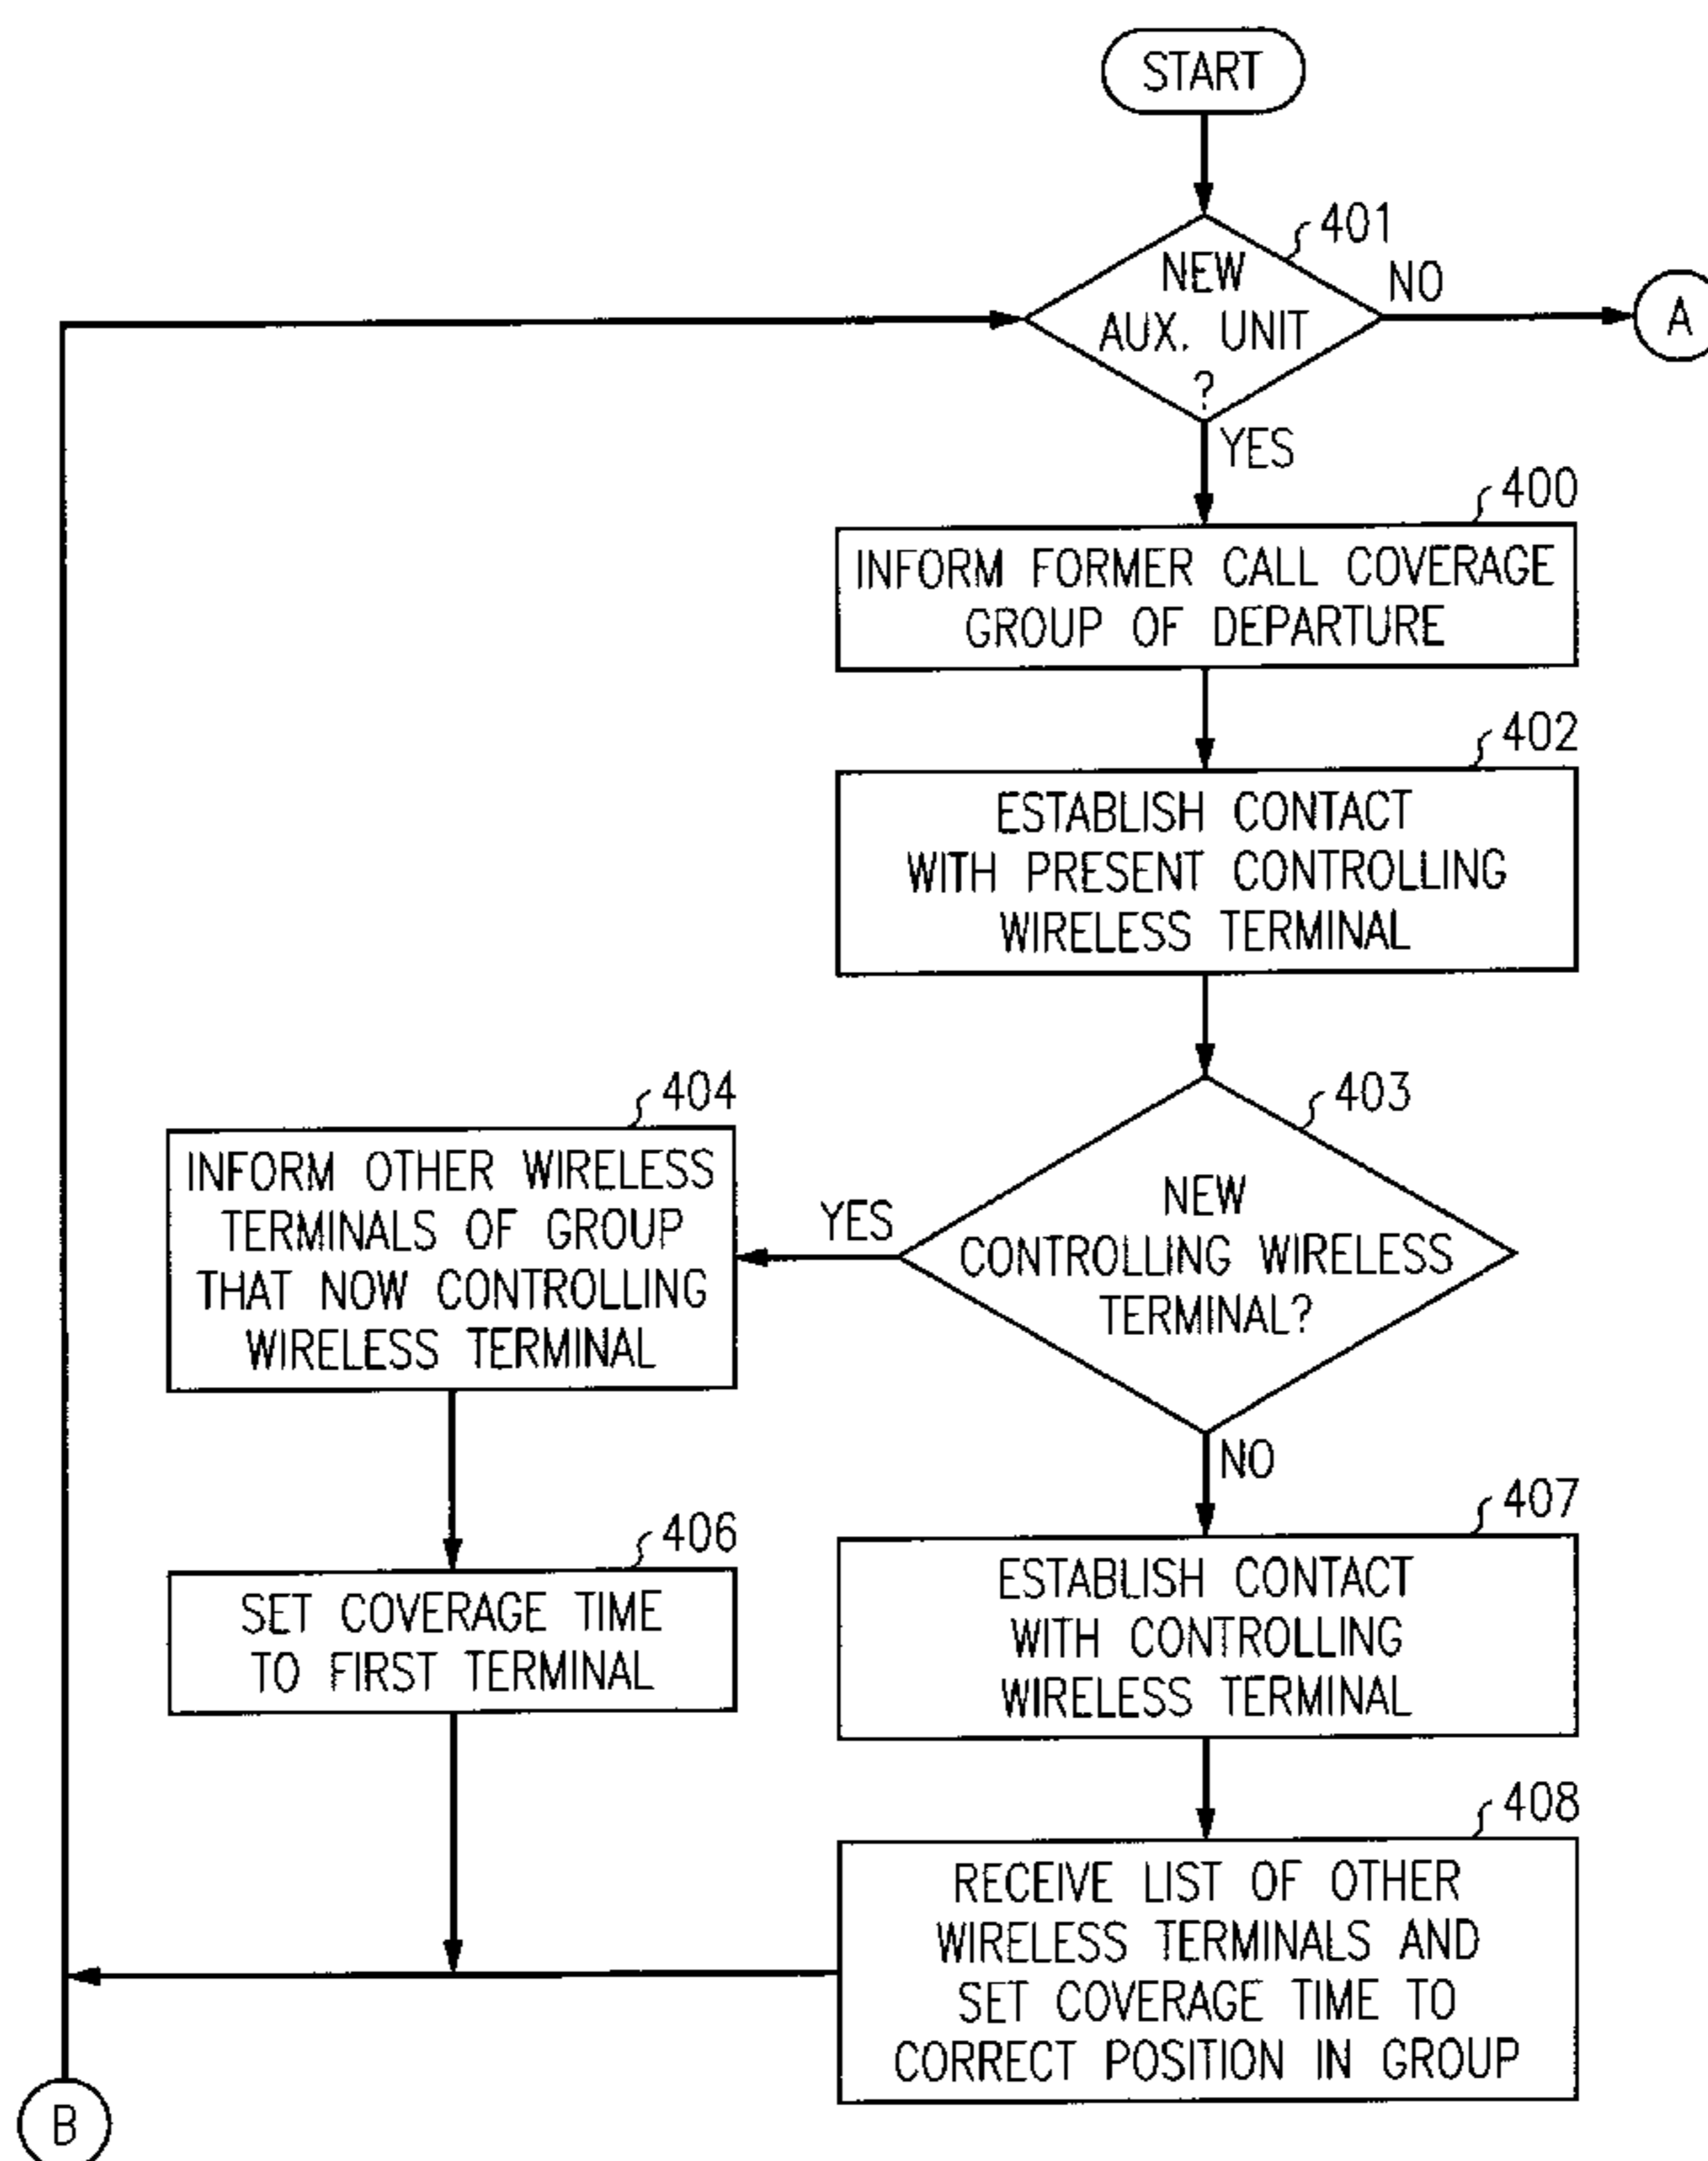 START
401
NEW
AUX. UNIT
?
NO
A
YES
400
INFORM FORMER CALL COVERAGE
GROUP OF DEPARTURE
402
ESTABLISH CONTACT
WITH PRESENT CONTROLLING
WIRELESS TERMINAL
403
NEW
CONTROLLING WIRELESS
TERMINAL?
YES
404
INFORM OTHER WIRELESS
TERMINALS OF GROUP
THAT NOW CONTROLLING
WIRELESS TERMINAL
406
SET COVERAGE TIME
TO FIRST TERMINAL
NO
407
ESTABLISH CONTACT
WITH CONTROLLING
WIRELESS TERMINAL
408
RECEIVE LIST OF OTHER
WIRELESS TERMINALS AND
SET COVERAGE TIME TO
CORRECT POSITION IN GROUP
B